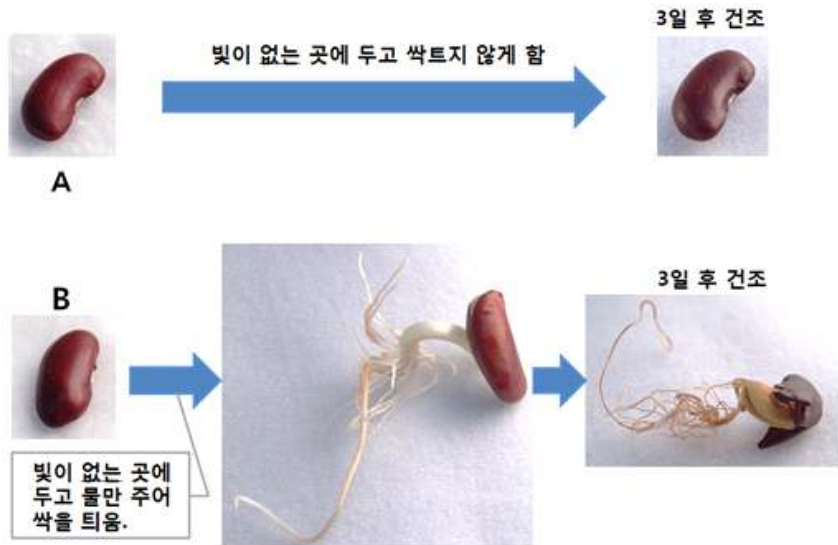 3일 후 건조
빛이 없는 곳에 두고 싹트지 않게 함
A
B
3일 후 건조
빛이 없는 곳에
두고 물만 주어
싹을 틔움.